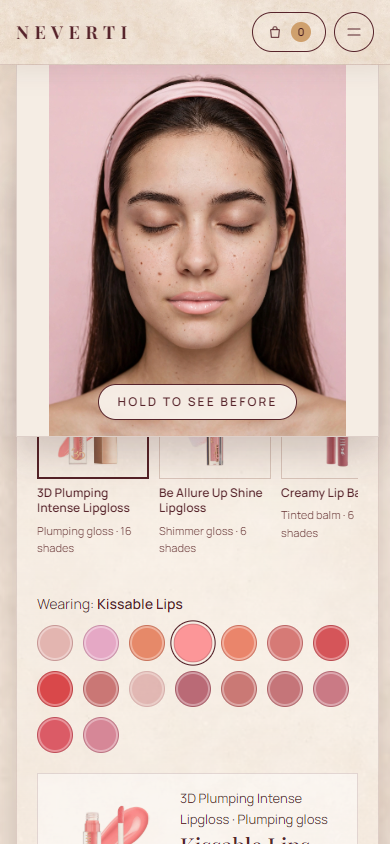 NEVERTI
0
HOLD TO SEE BEFORE
3D Plumping
Intense Lipgloss
Plumping gloss · 16
shades
Be Allure Up Shine
Lipgloss
Shimmer gloss · 6
shades
Creamy Lip Ba
Tinted balm · 6
shades
Wearing: Kissable Lips
3D Plumping Intense
Lipgloss · Plumping gloss
Kissable Lips